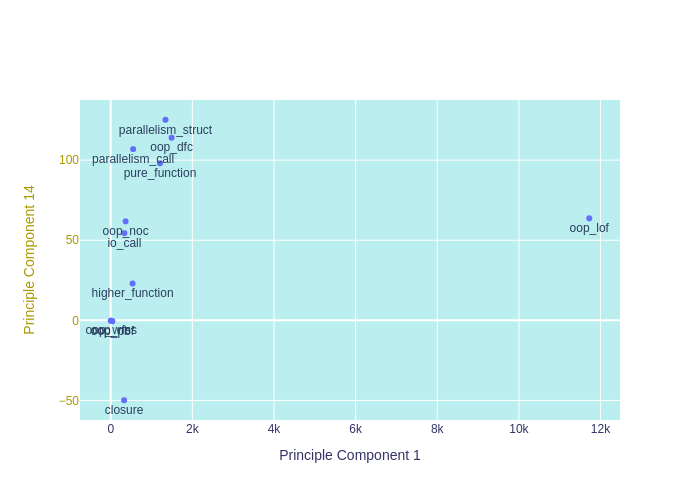 parallelism_struct
oop_dfc
parallelism_call
pure_function
oop_noc
io_call
oop_lof
higher_function
closure
100
50
0
−50
0
2k
4k
6k
8k
10k
12k
Principle Component 1
Principle Component 14